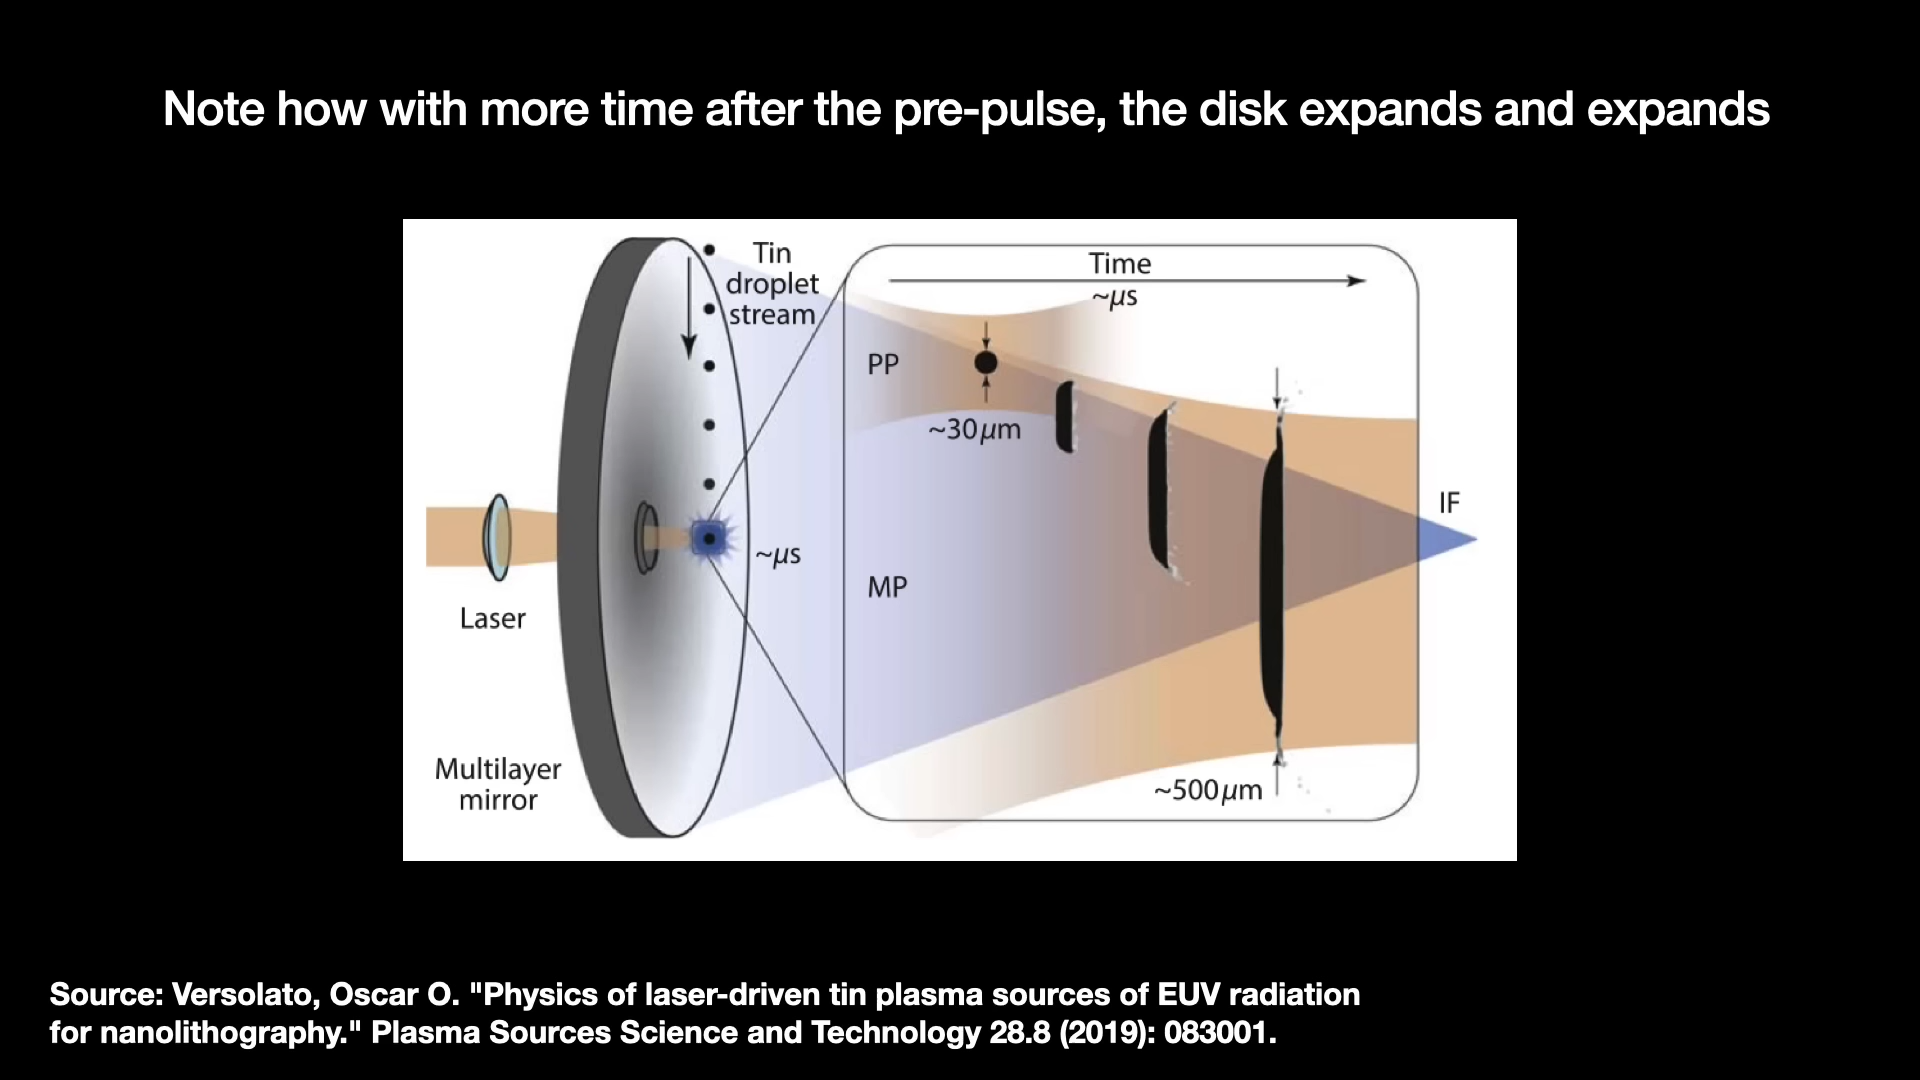 Note how with more time after the pre-pulse, the disk expands and expands
Tin
droplet
stream
Time
~µs
PP
~30µm
IF
~µs
MP
Laser
Multilayer
mirror
~500µm
Source: Versolato, Oscar O. "Physics of laser-driven tin plasma sources of EUV radiation
for nanolithography." Plasma Sources Science and Technology 28.8 (2019): 083001.